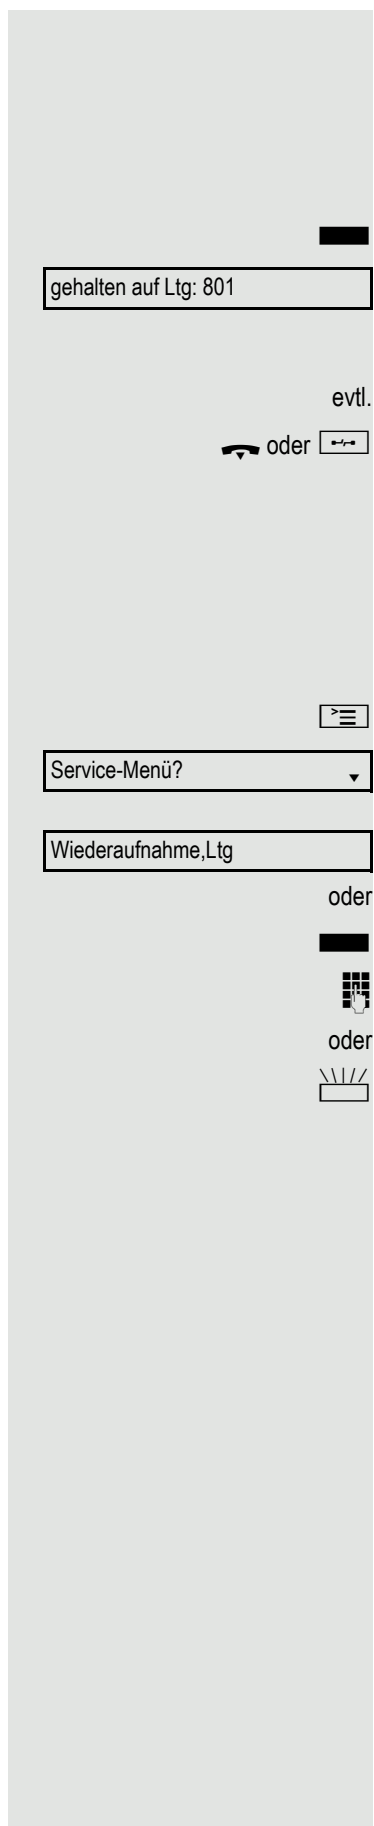 gehalten auf Ltg: 801
evtl.
oder
Service-Menü?
Wiederaufnahme,Ltg
oder
oder